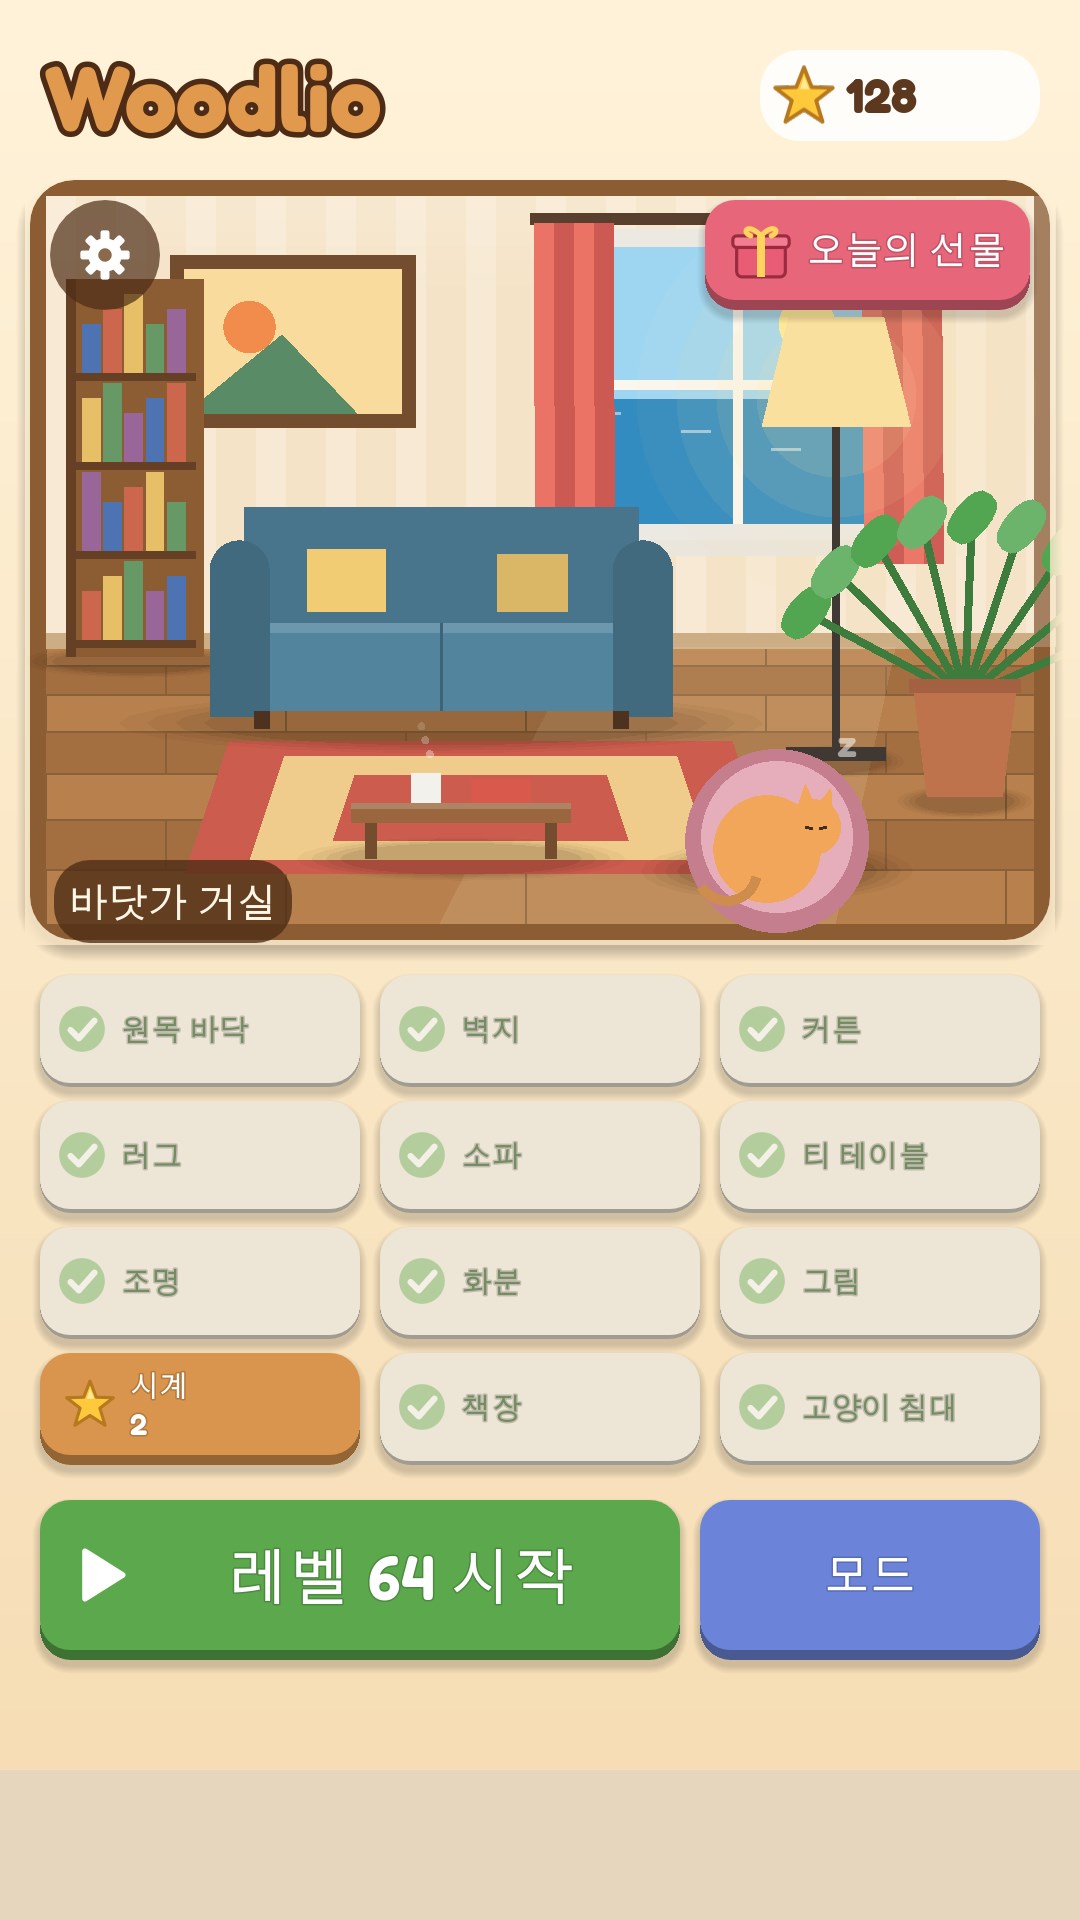 Woodlio
128
오늘의 선물
z
바닷가 거실
원목 바닥
벽지
커튼
러그
소파
티 테이블
조명
화분
그림
시계
2
책장
고양이 침대
레벨 64 시작
모드